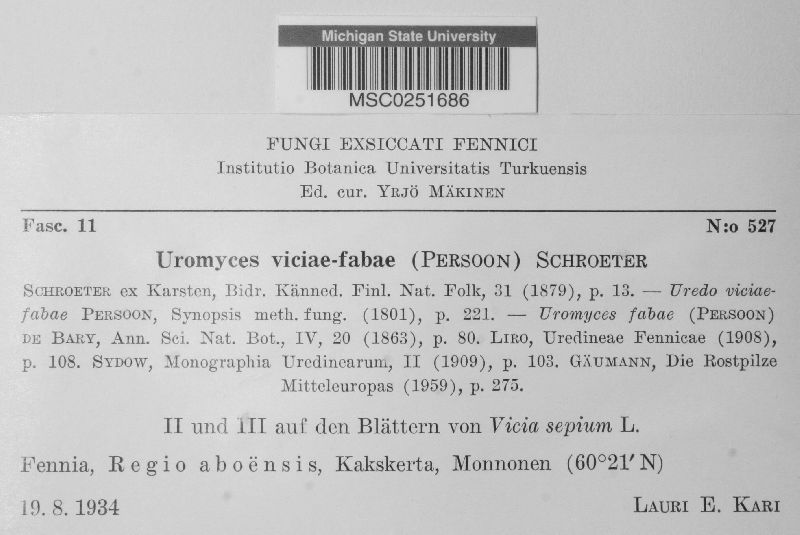 Michigan State University
MSC0251686
FUNGI EXSICCATI FENNICI
Institutio Botanica Universitatis Turkuensis
Ed. cur. YRJÖ MÄKINEN
Fasc. 11 N:o 527
Uromyces viciae-fabae (PERSOON) SCHROETER
SCHROETER ex Karsten, Bidr. Känned. Finl. Nat. Folk, 31 (1879), p. 13. — Uredo viciae-
fabae PERSOON, Synopsis meth. fung. (1801), p. 221. — Uromyces fabae (PERSOON)
DE BARY, Ann. Sci. Nat. Bot., IV, 20 (1863), p. 80. LIRO, Uredineae Fennicae (1908),
p. 108. SYDOW, Monographia Uredinearum, II (1909), p. 103. GÄUMANN, Die Rostpilze
Mitteleuropas (1959), p. 275.
II und III auf den Blättern von Vicia sepium L.
Fennia, Regio aboënsis, Kakskerta, Monnonen (60°21′ N)
19. 8. 1934 LAURI E. KARI